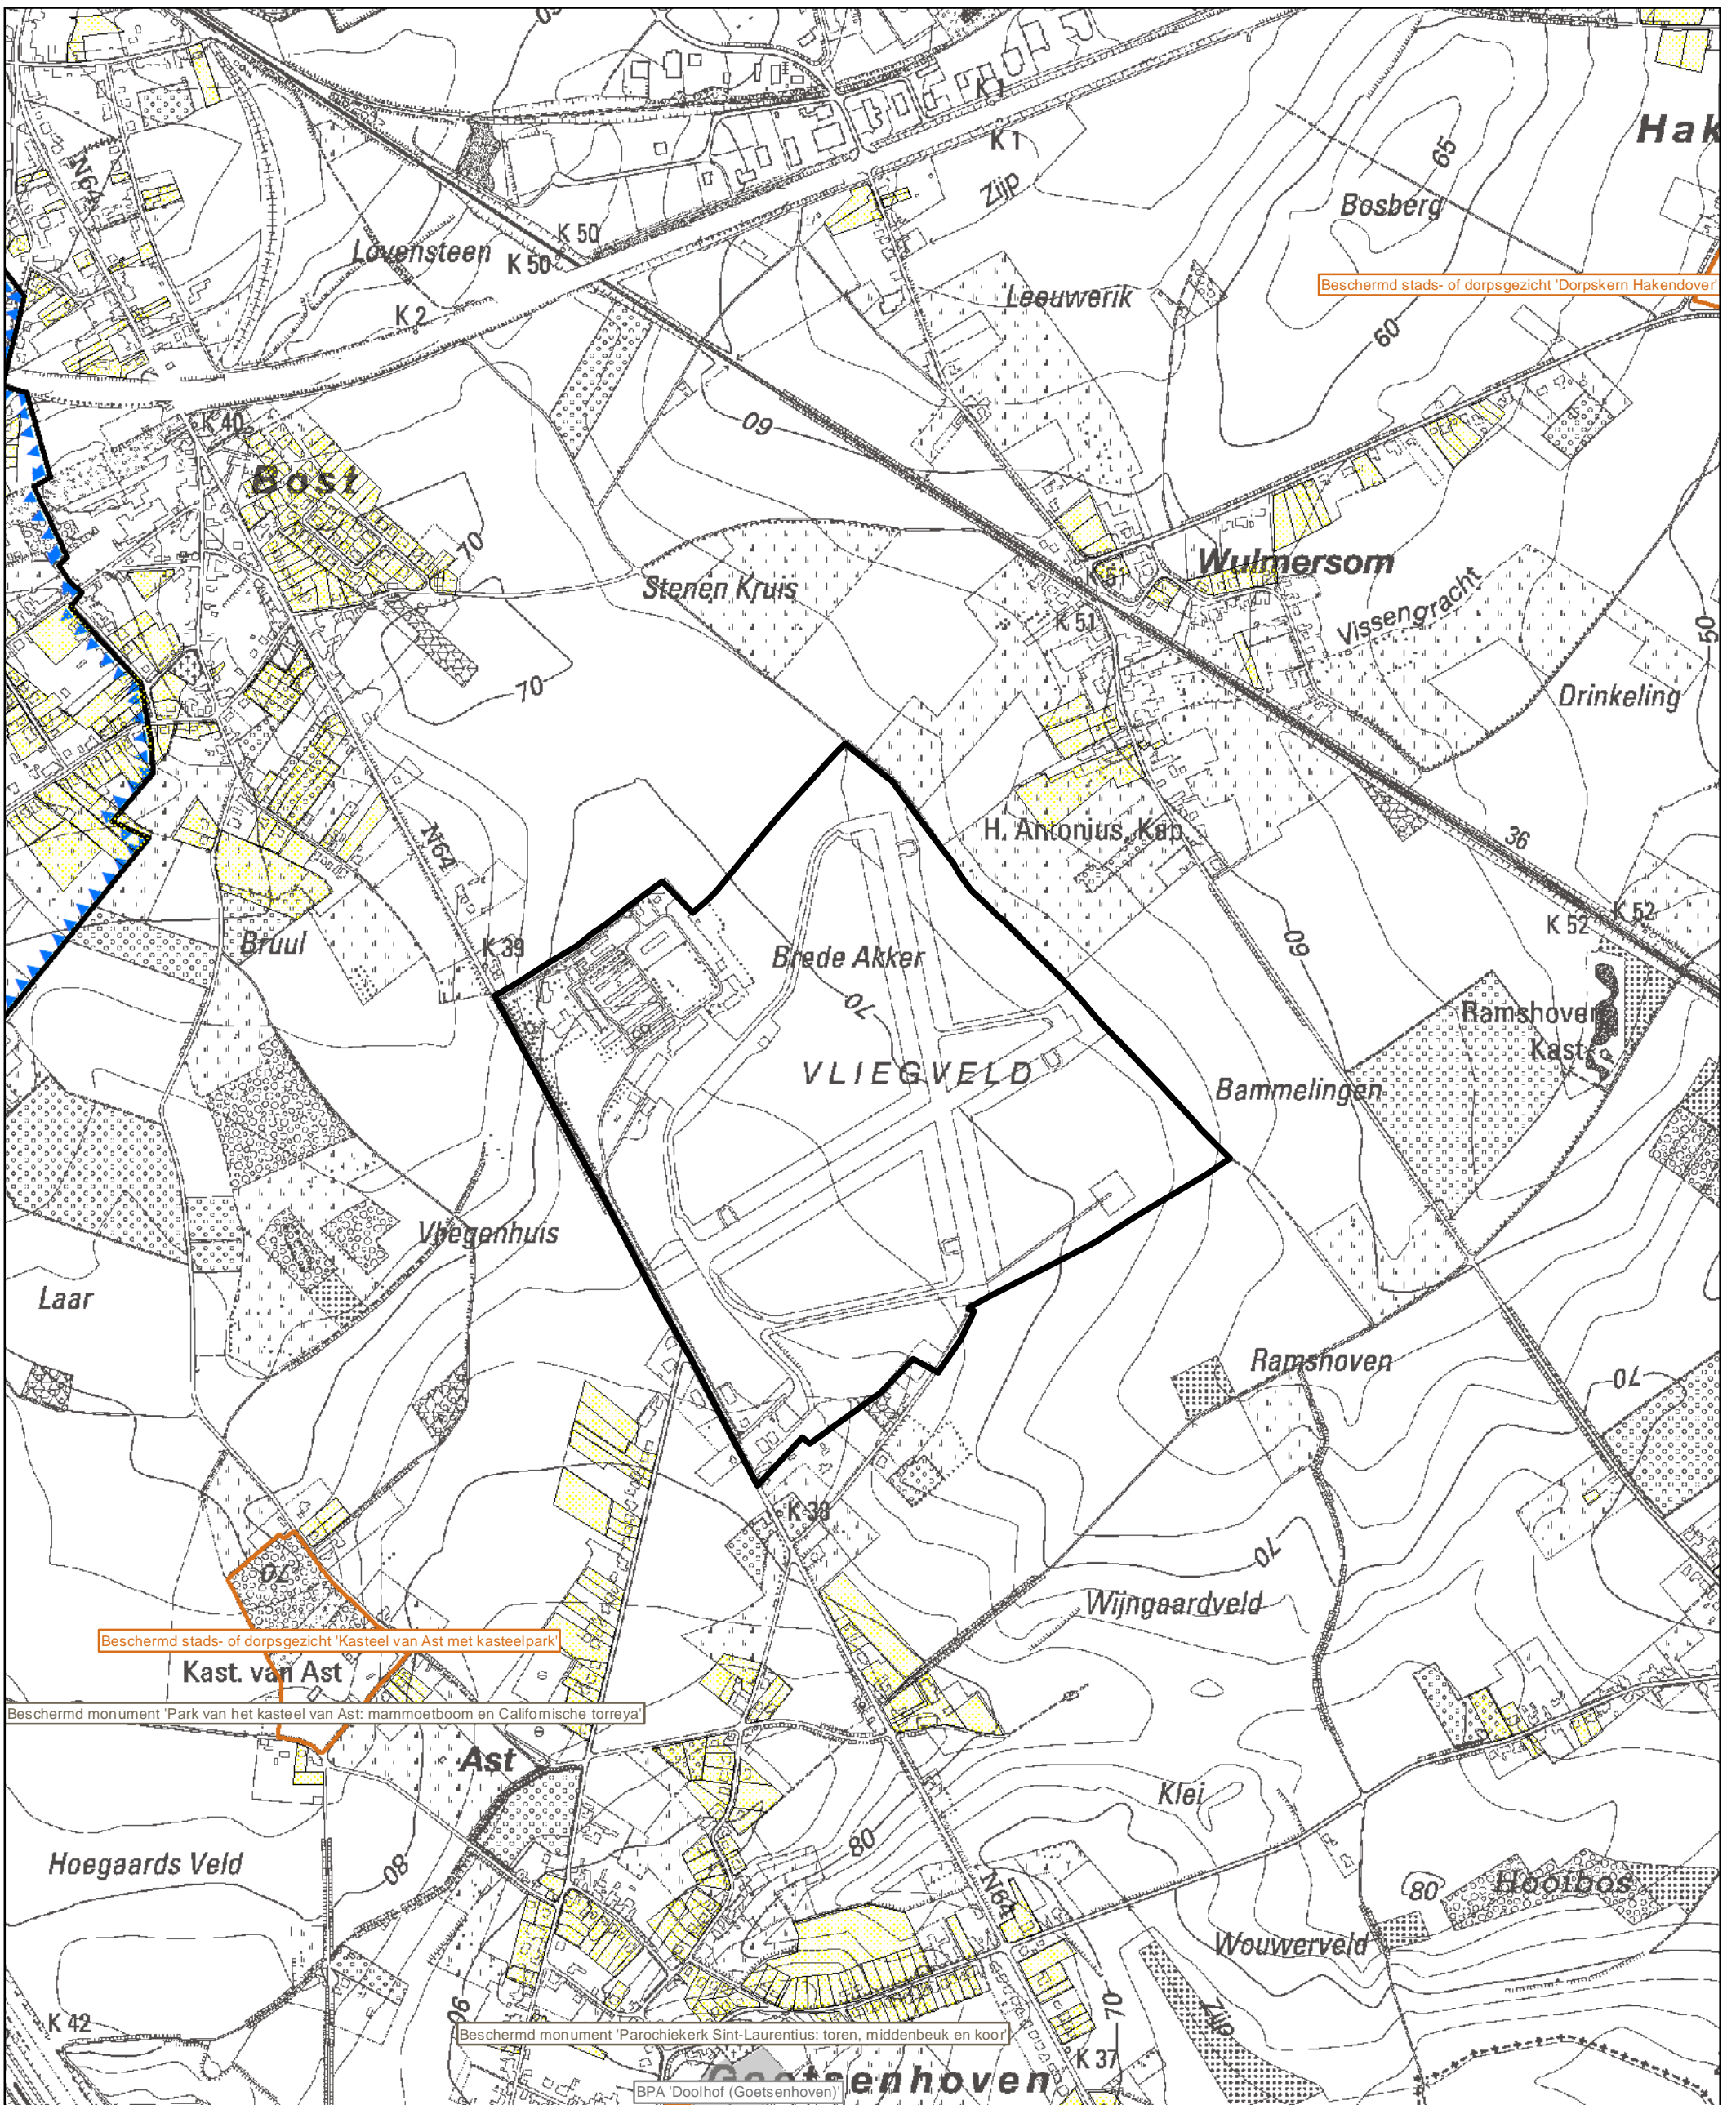 60
K 1
K 1
Hak
N64
65
Zijp
Bosberg
K 50
Lovensteen
K 50
Beschermd stads- of dorpsgezicht 'Dorpskern Hakendover'
Leeuwerik
K 2
60
K 40
60
Bost
70
Wulmersom
K 51
Stenen Kruis
Vissengracht
K 51
50
70
Drinkeling
N64
H. Antonius, Kap.
36
K 52
K 52
Bruul
K 39
60
Brede Akker
70
Ramshoven
Kast.
VLIEGVELD
Bammelingen
Vliegenhuis
Laar
Ramshoven
70
K 38
70
70
Wijngaardveld
Beschermd stads- of dorpsgezicht 'Kasteel van Ast met kasteelpark'
Kast. van Ast
Beschermd monument 'Park van het kasteel van Ast: mammoetboom en Californische torreya'
Ast
Klei
80
Hoegaards Veld
80
N64
80
Hooibos
Wouwerveld
70
90
Zijp
K 42
Beschermd monument 'Parochiekerk Sint-Laurentius: toren, middenbeuk en koor'
K 37
Goetsenhoven
BPA 'Doolhof (Goetsenhoven)'